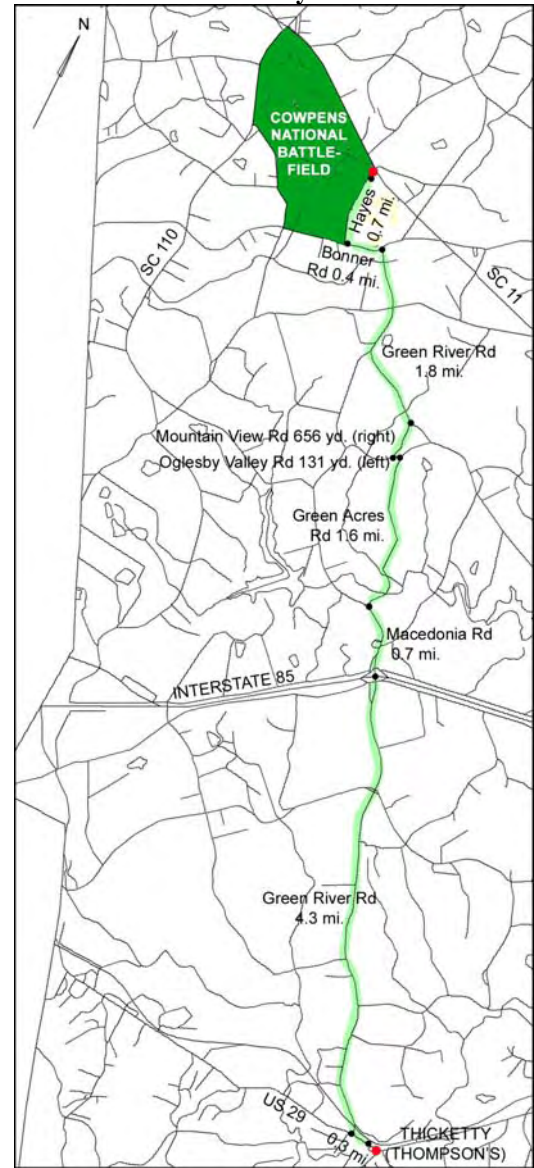 N
COWPENS
NATIONAL
BATTLE-
FIELD
Hayes
0.7 mi.
SC 110
Bonner
Rd 0.4 mi.
SC 11
Green River Rd
1.8 mi.
Mountain View Rd 656 yd. (right)
Oglesby Valley Rd 131 yd. (left)
Green Acres
Rd 1.6 mi.
Macedonia Rd
0.7 mi.
INTERSTATE 85
Green River Rd
4.3 mi.
US 29
0.3 mi.
THICKETTY
(THOMPSON'S)